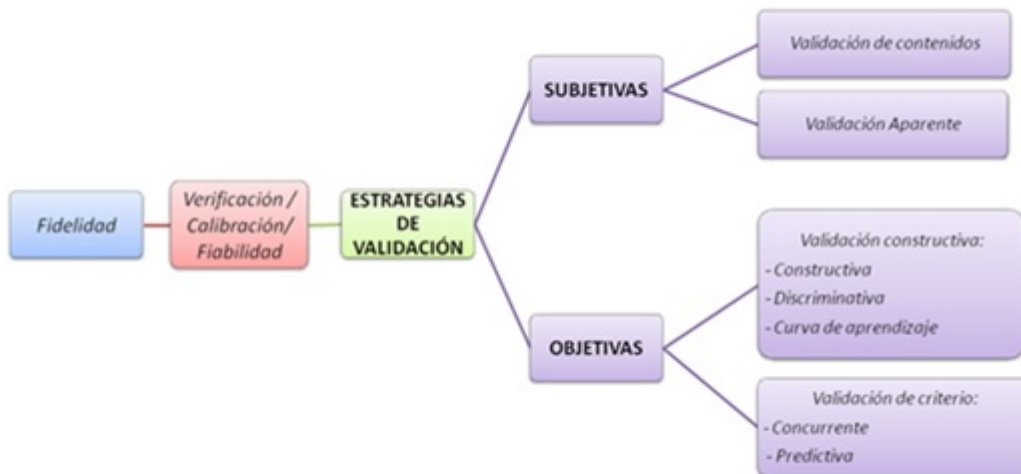 Fidelidad
Verificación /
Calibración/
Fiabilidad
ESTRATEGIAS
DE
VALIDACIÓN
SUBJETIVAS
Validación de contenidos
Validación Aparente
OBJETIVAS
Validación constructiva:
- Constructiva
- Discriminativa
- Curva de aprendizaje
Validación de criterio:
- Concurrente
- Predictiva